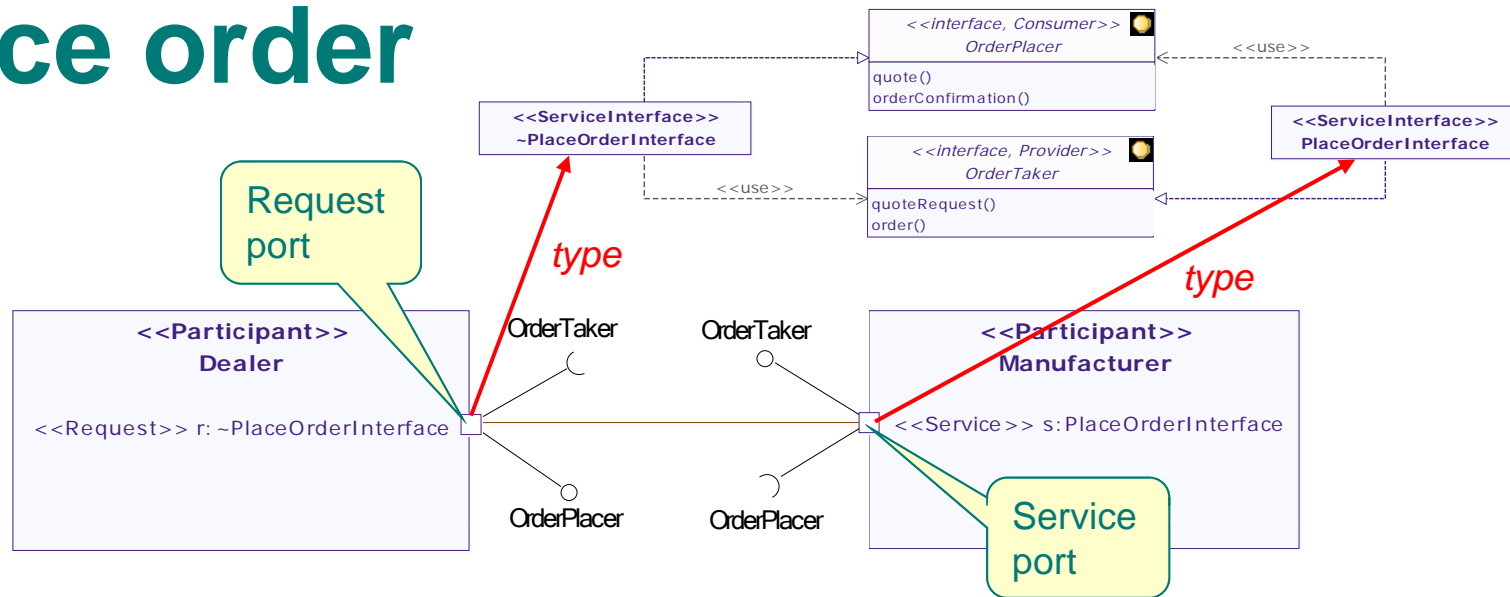 ce order
<<interface, Consumer>>
OrderPlacer
quote()
orderConfirmation()
<<use>>
<<ServiceInterface>>
~PlaceOrderInterface
<<ServiceInterface>>
PlaceOrderInterface
<<interface, Provider>>
OrderTaker
quoteRequest()
order()
<<use>>
Request
port
type
type
<<Participant>>
Dealer
<<Request>> r: ~PlaceOrderInterface
OrderTaker
OrderPlacer
OrderTaker
OrderPlacer
<<Participant>>
Manufacturer
<<Service>> s: PlaceOrderInterface
Service
port